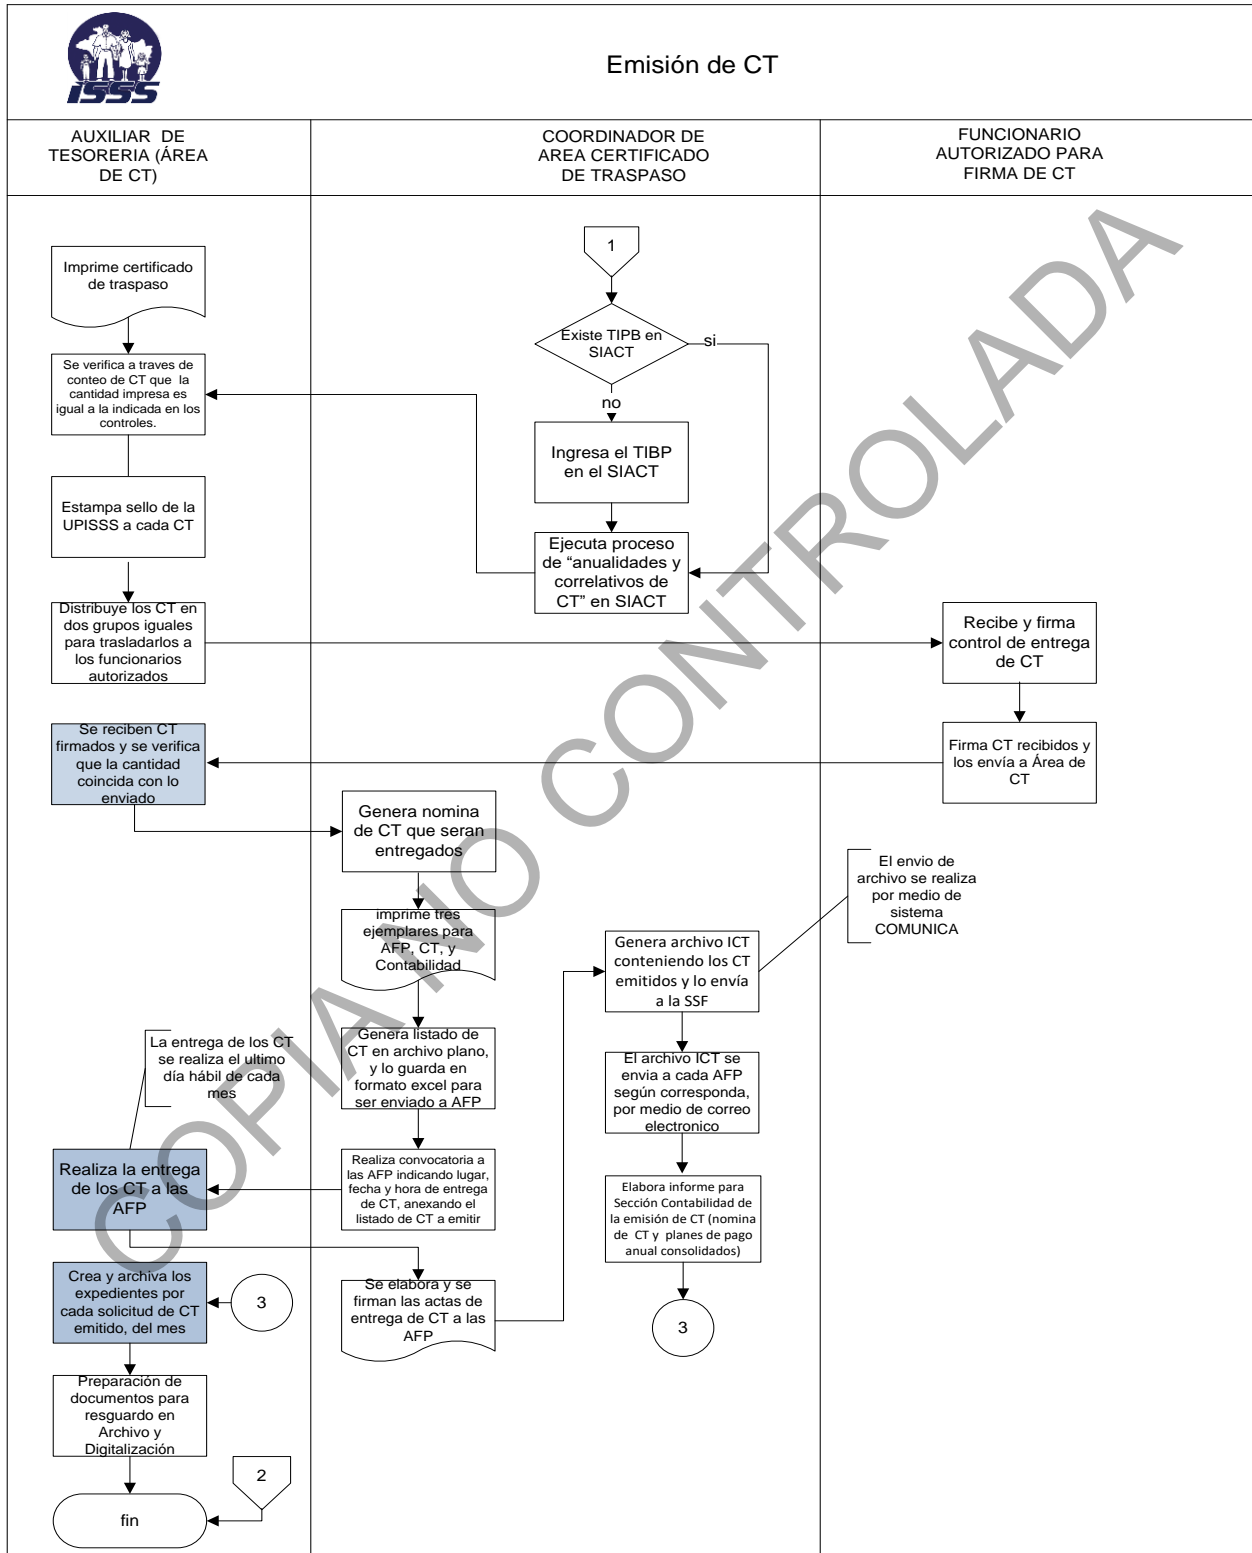 ISSS
Emisión de CT
AUXILIAR DE
TESORERIA (ÁREA
DE CT)
COORDINADOR DE
AREA CERTIFICADO
DE TRASPASO
FUNCIONARIO
AUTORIZADO PARA
FIRMA DE CT
1
Imprime certificado
de traspaso
Existe TIPB en
SIACT
si
no
Se verifica a traves de
conteo de CT que la
cantidad impresa es
igual a la indicada en los
controles.
Ingresa el TIBP
en el SIACT
Estampa sello de la
UPISSS a cada CT
Ejecuta proceso
de “anualidades y
correlativos de
CT” en SIACT
Distribuye los CT en
dos grupos iguales
para trasladarlos a
los funcionarios
autorizados
Recibe y firma
control de entrega
de CT
Se reciben CT
firmados y se verifica
que la cantidad
coincida con lo
enviado
Firma CT recibidos y
los envía a Área de
CT
Genera nomina
de CT que seran
entregados
El envio de
archivo se realiza
por medio de
sistema
COMUNICA
imprime tres
ejemplares para
AFP, CT, y
Contabilidad
Genera archivo ICT
conteniendo los CT
emitidos y lo envía
a la SSF
La entrega de los CT
se realiza el ultimo
día hábil de cada
mes
Genera listado de
CT en archivo plano,
y lo guarda en
formato excel para
ser enviado a AFP
El archivo ICT se
envia a cada AFP
según corresponda,
por medio de correo
electronico
Realiza la entrega
de los CT a las
AFP
Realiza convocatoria a
las AFP indicando lugar,
fecha y hora de entrega
de CT, anexando el
listado de CT a emitir
Elabora informe para
Sección Contabilidad de
la emisión de CT (nomina
de CT y planes de pago
anual consolidados)
Crea y archiva los
expedientes por
cada solicitud de CT
emitido, del mes
3
Se elabora y se
firman las actas de
entrega de CT a las
AFP
3
Preparación de
documentos para
resguardo en
Archivo y
Digitalización
2
fin
COPIA NO CONTROLADA